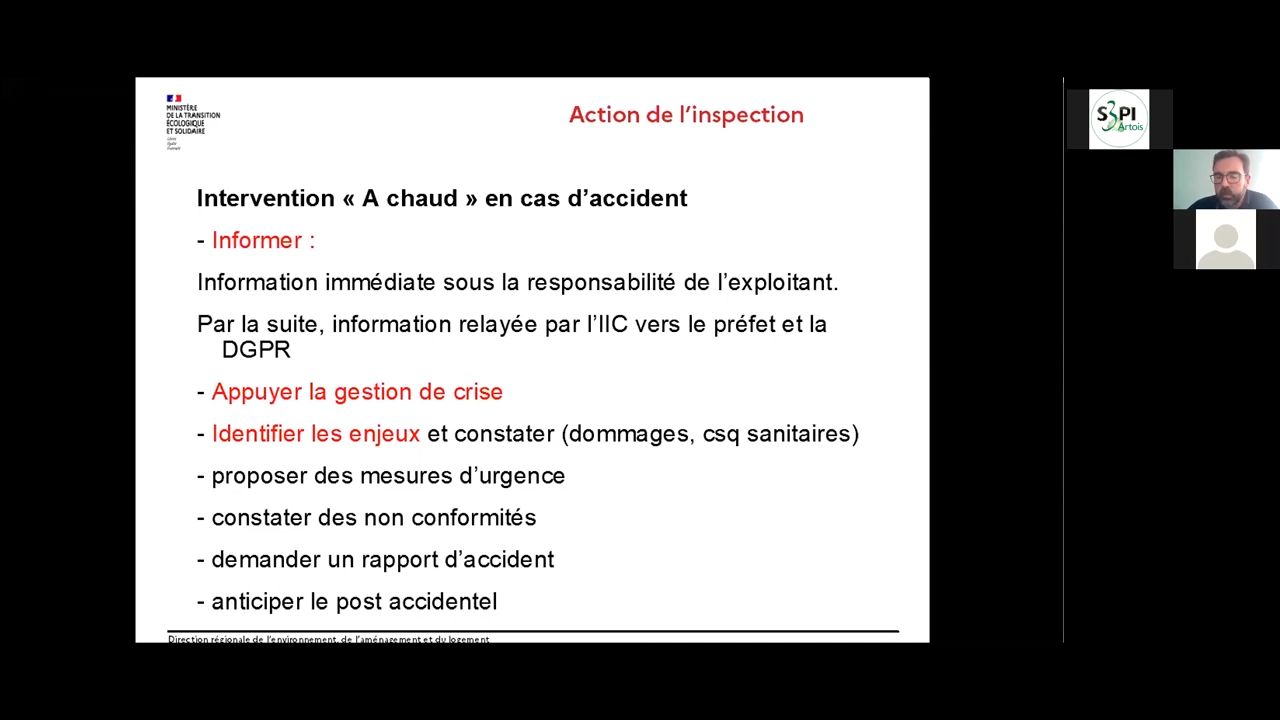 MINISTÈRE
DE LA TRANSITION
ÉCOLOGIQUE
ET SOLIDAIRE
Liberté
Égalité
Fraternité
Action de l'inspection
Intervention « A chaud » en cas d'accident
- Informer :
Information immédiate sous la responsabilité de l'exploitant.
Par la suite, information relayée par l'IIC vers le préfet et la
DGPR
- Appuyer la gestion de crise
- Identifier les enjeux et constater (dommages, csq sanitaires)
- proposer des mesures d'urgence
- constater des non conformités
- demander un rapport d'accident
- anticiper le post accidentel
Direction régionale de l'environnement, de l'aménagement et du logement
S3PI
Artois